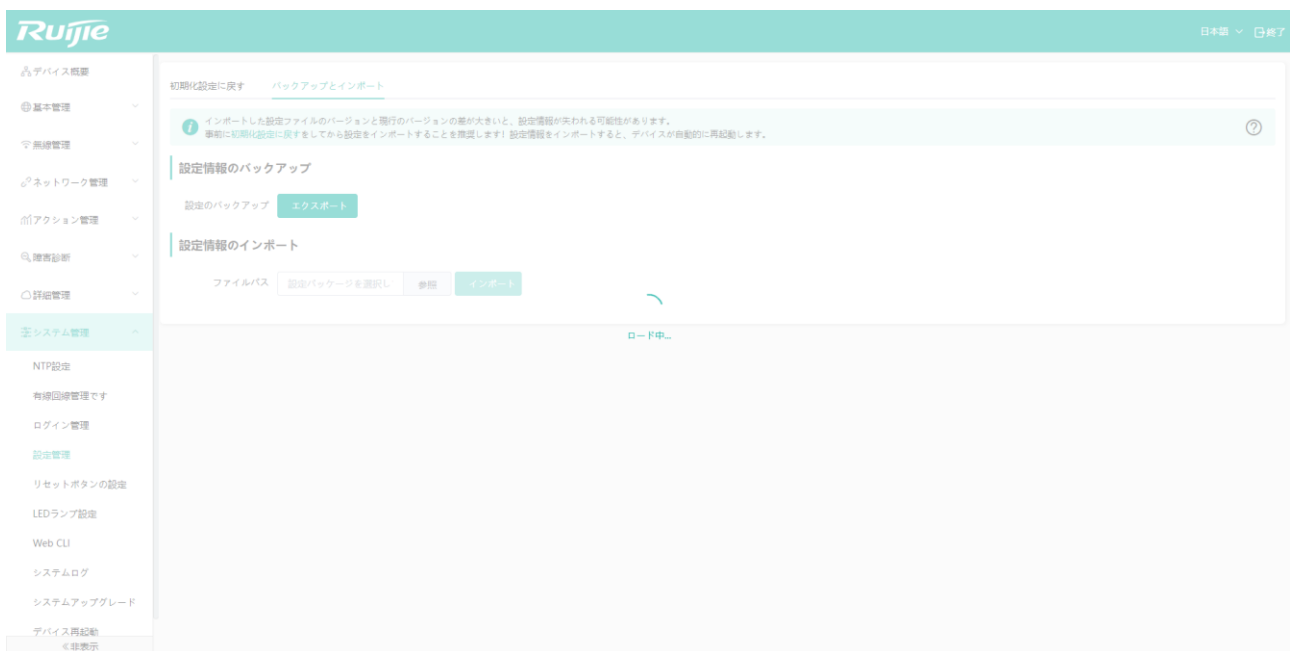 Ruijie
日本語 終了
デバイス概要
基本管理
無線管理
ネットワーク管理
アクション管理
障害診断
詳細管理
システム管理
NTP設定
有線回線管理です
ログイン管理
設定管理
リセットボタンの設定
LEDランプ設定
Web CLI
システムログ
システムアップグレード
デバイス再起動
≪非表示
初期化設定に戻す バックアップとインポート
インポートした設定ファイルのバージョンと現行のバージョンの差が大きいと、設定情報が失われる可能性があります。
事前に初期化設定に戻すをしてから設定をインポートすることを推奨します! 設定情報をインポートすると、デバイスが自動的に再起動します。
設定情報のバックアップ
設定のバックアップ エクスポート
設定情報のインポート
ファイルパス 設定パッケージを選択し 参照 インポート
ロード中...